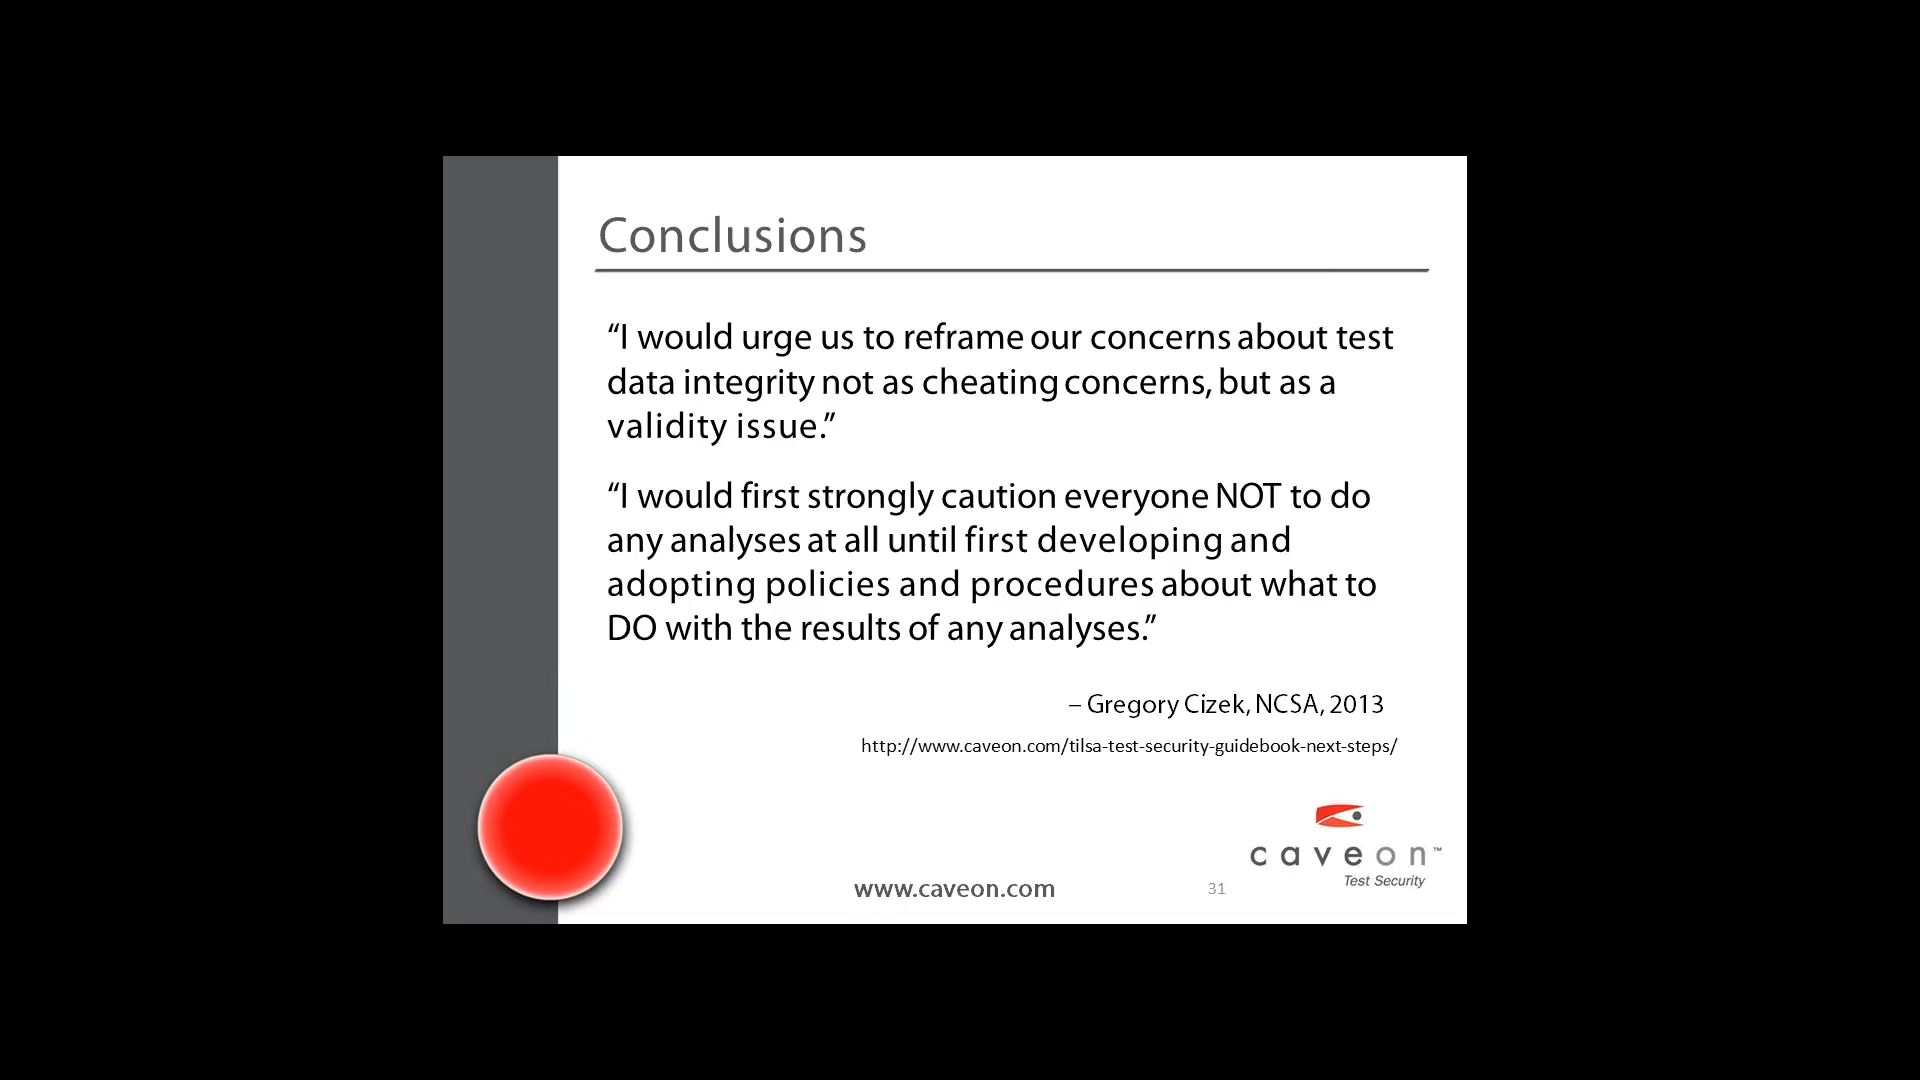 Conclusions
“I would urge us to reframe our concerns about test
data integrity not as cheating concerns, but as a
validity issue.”
“I would first strongly caution everyone NOT to do
any analyses at all until first developing and
adopting policies and procedures about what to
DO with the results of any analyses.”
– Gregory Cizek, NCSA, 2013
http://www.caveon.com/tilsa-test-security-guidebook-next-steps/
caveon™
Test Security
www.caveon.com
31